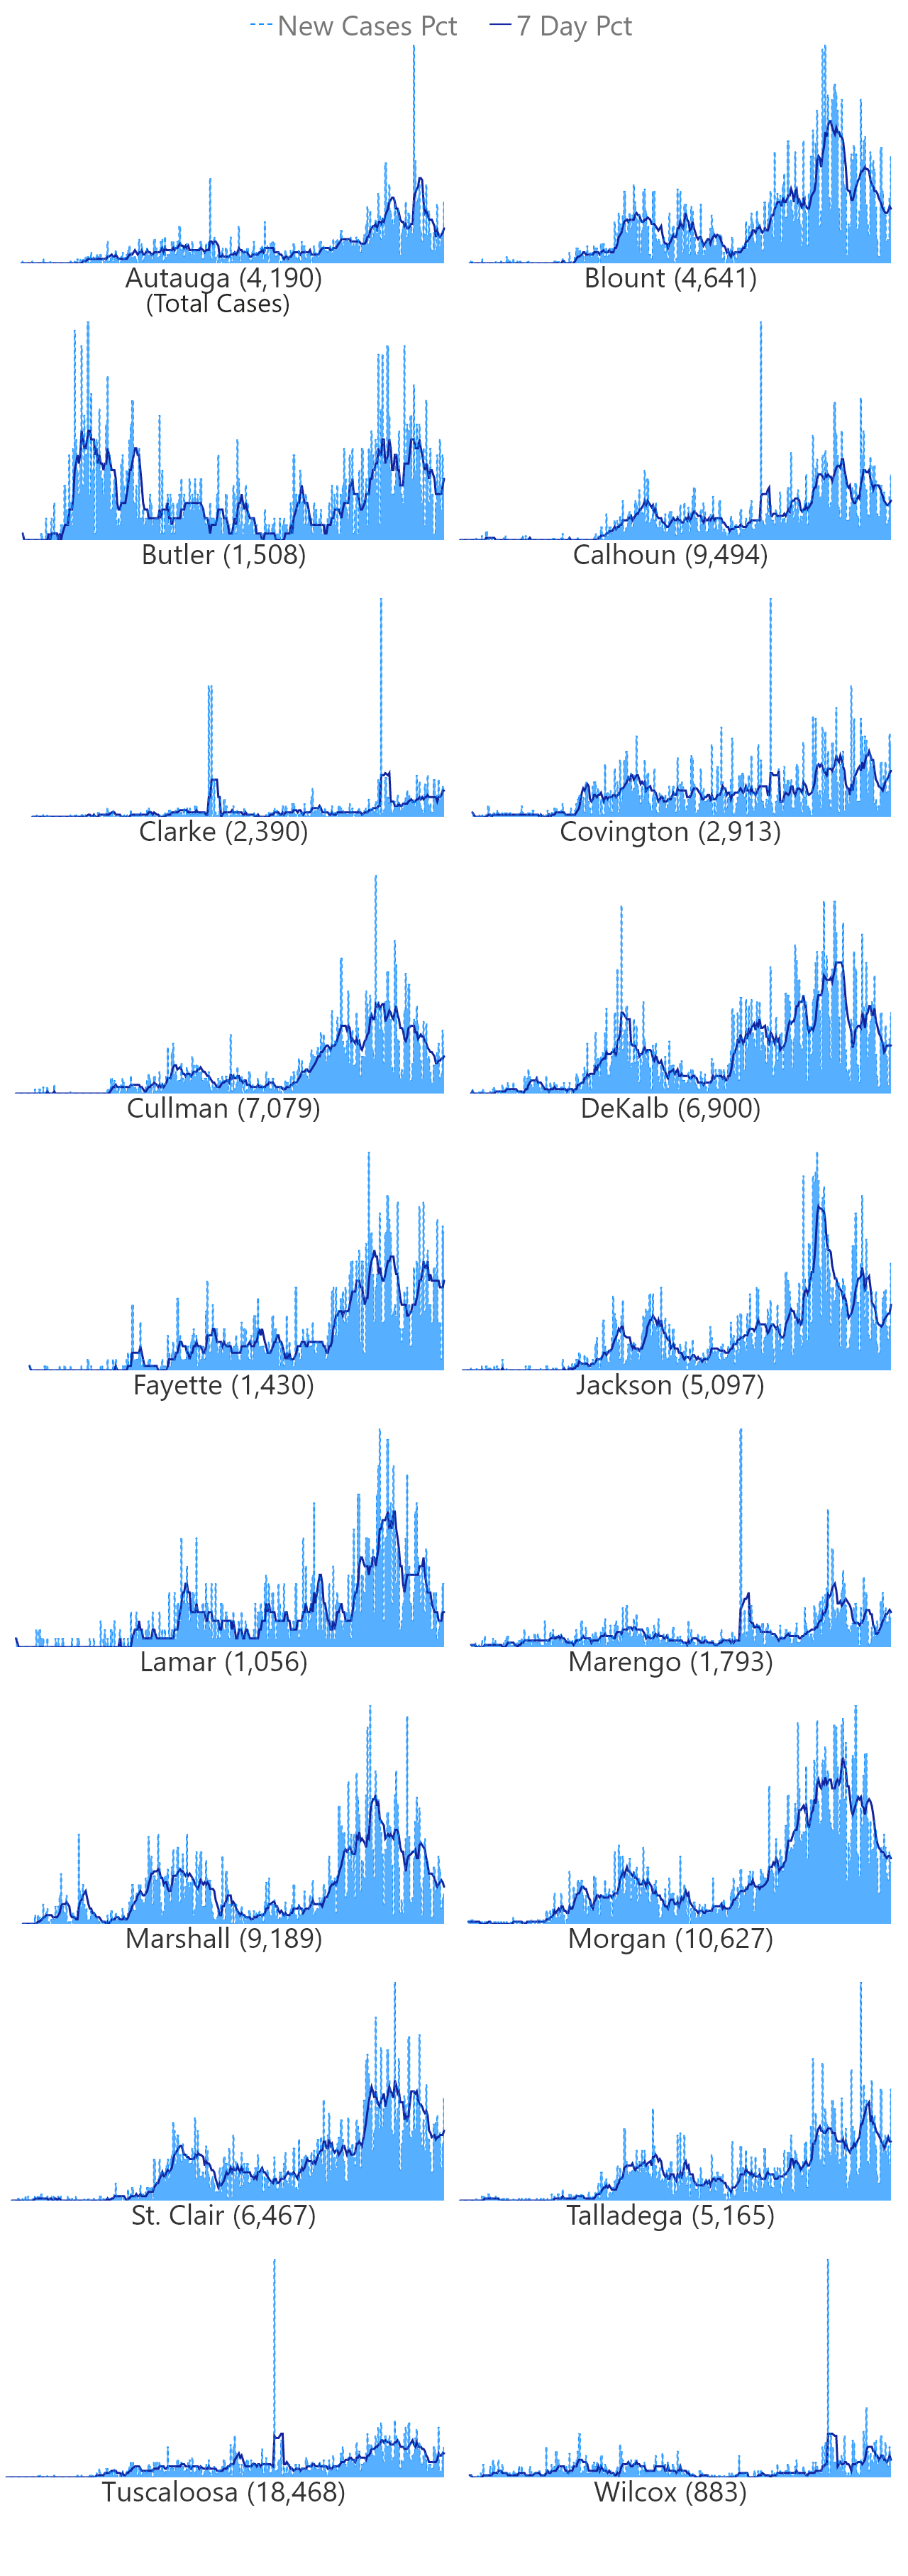 New Cases Pct 7 Day Pct
Autauga (4,190) Blount (4,641)
(Total Cases)
Butler (1,508) Calhoun (9,494)
Clarke (2,390) Covington (2,913)
Cullman (7,079) DeKalb (6,900)
Fayette (1,430) Jackson (5,097)
Lamar (1,056) Marengo (1,793)
Marshall (9,189) Morgan (10,627)
St. Clair (6,467) Talladega (5,165)
Tuscaloosa (18,468) Wilcox (883)